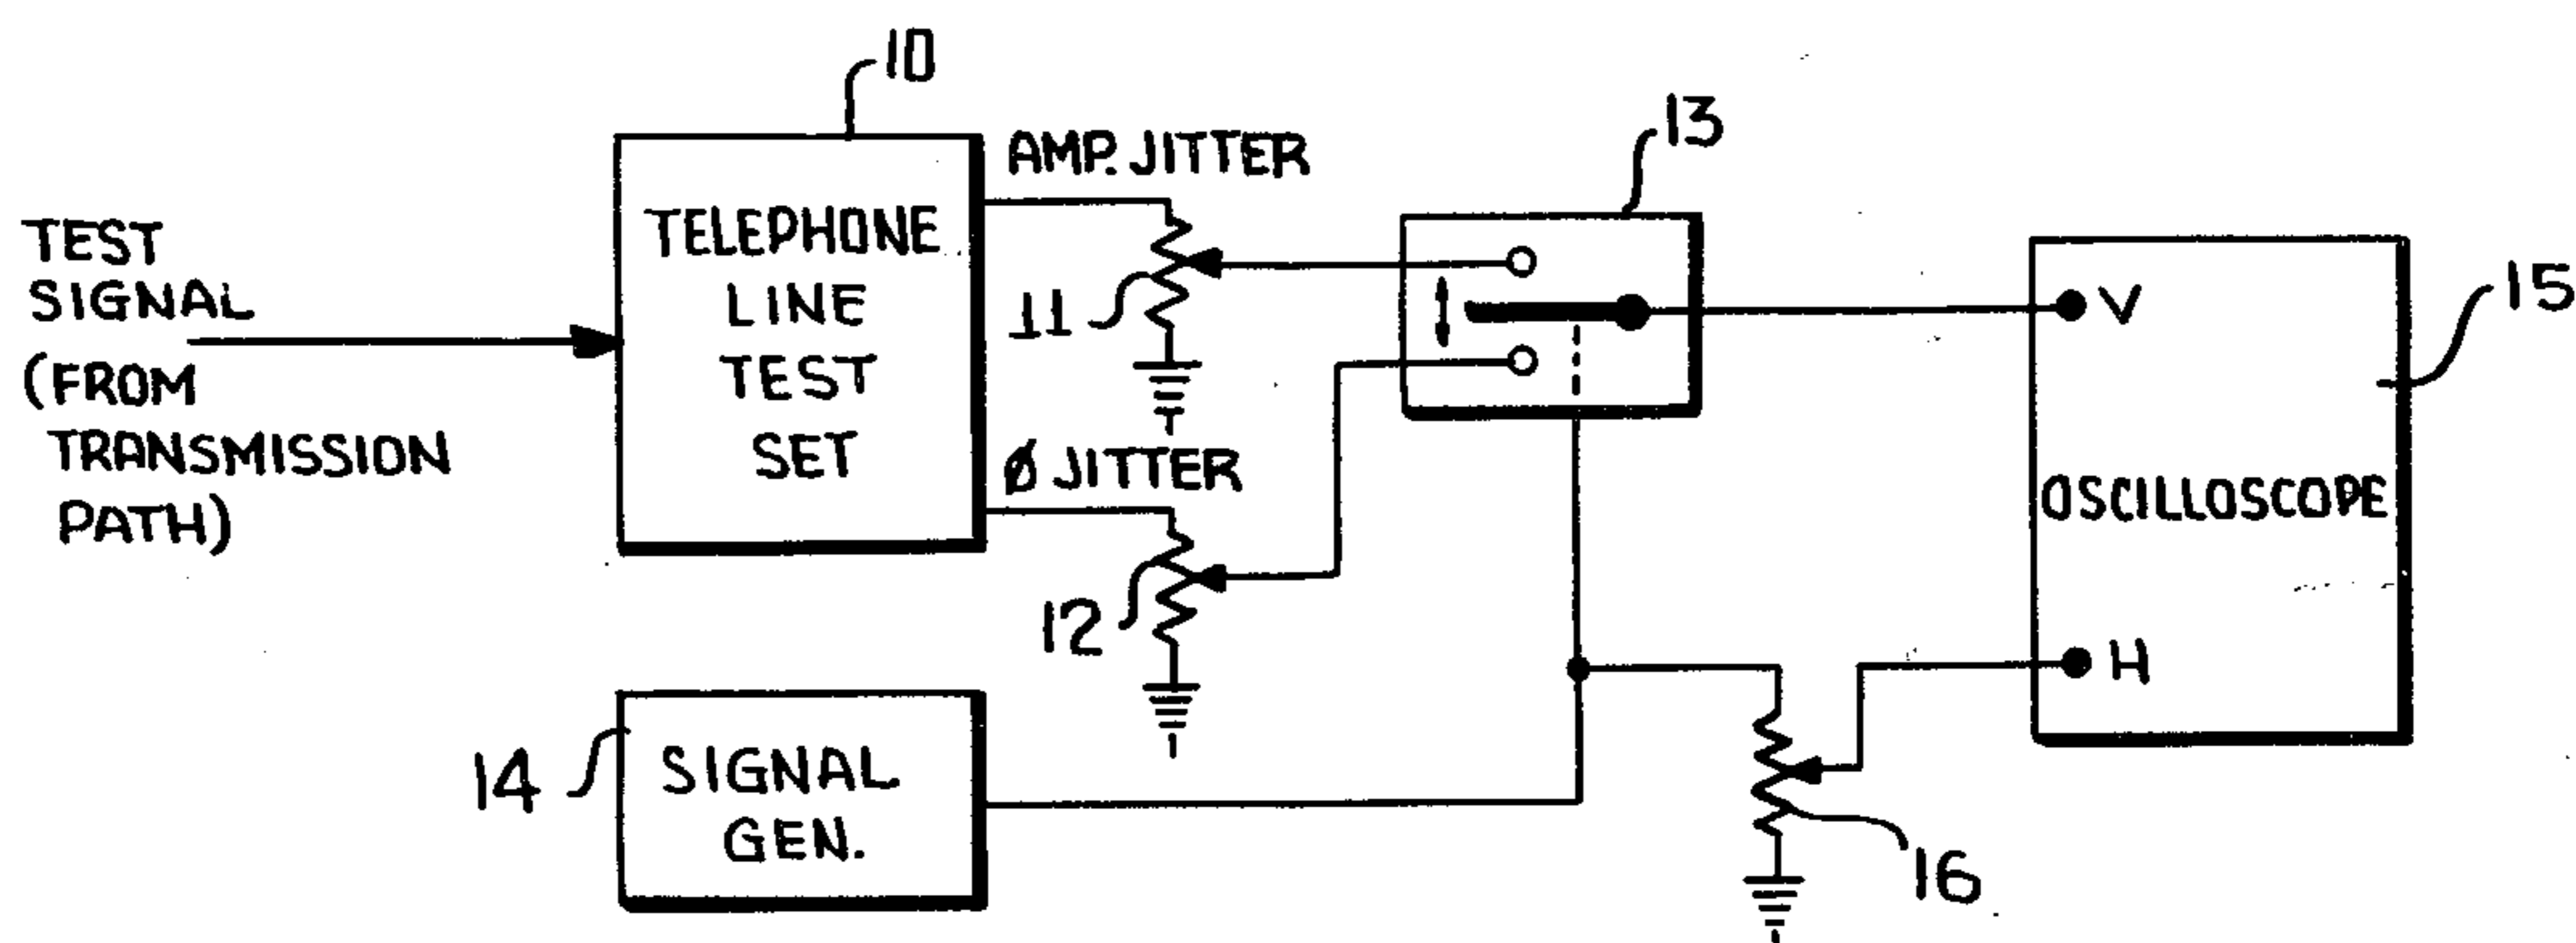 10
AMP. JITTER
13
TEST
SIGNAL
(FROM
TRANSMISSION
PATH)
TELEPHONE
LINE
TEST
SET
11
V
15
OSCILLOSCOPE
Ø JITTER
12
H
14
SIGNAL
GEN.
16